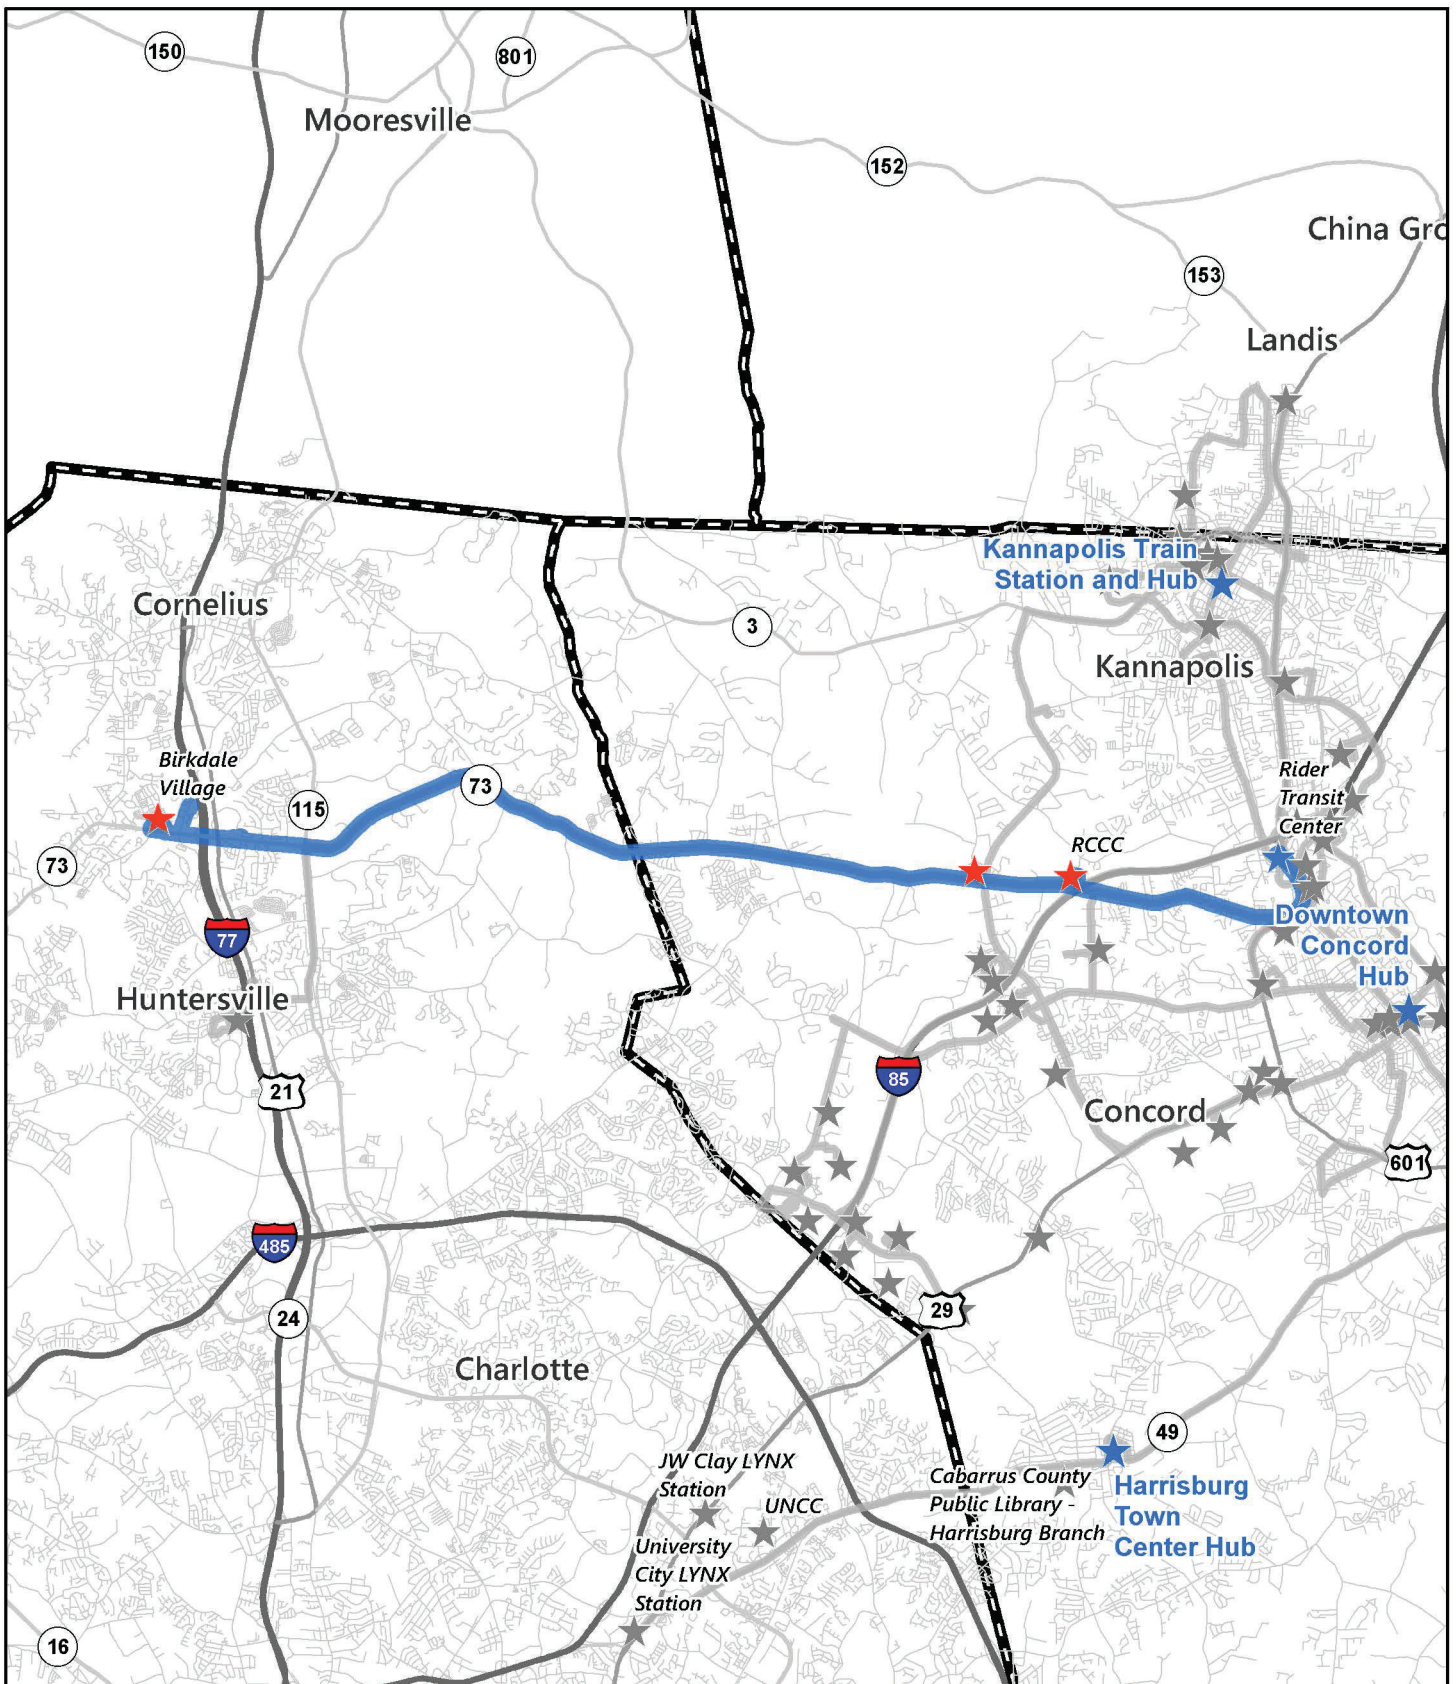 150
801
Mooresville
152
China Gro
153
Landis
Kannapolis Train
Station and Hub
Cornelius
3
Kannapolis
Birkdale
Village
73
Rider
Transit
Center
115
RCCC
73
Downtown
Concord
Hub
77
Huntersville
85
21
Concord
601
485
29
24
Charlotte
49
JW Clay LYNX
Station
UNCC
Cabarrus County
Public Library -
Harrisburg Branch
Harrisburg
Town
Center Hub
University
City LYNX
Station
16